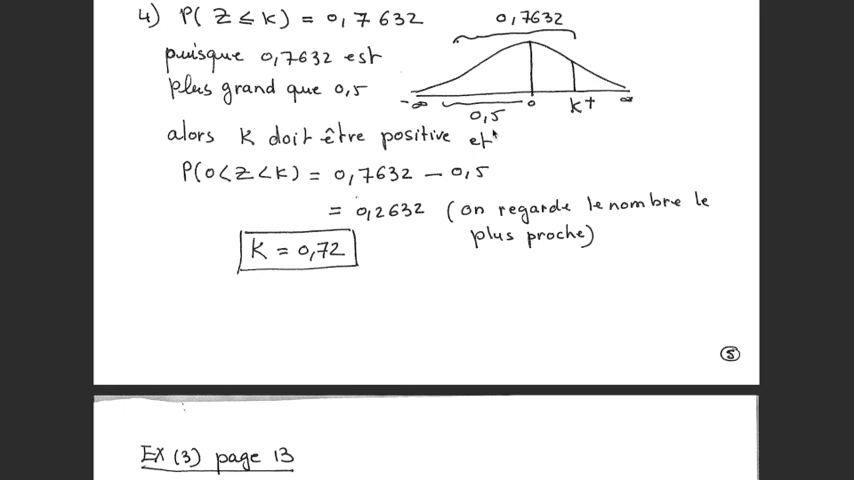 4) P( Z ≤ K) = 0,7632
0,7632
puisque 0,7632 est
plus grand que 0,5
-∞ 0 K+ ∞
0,5
alors K doit être positive et
P(0<Z<K) = 0,7632 - 0,5
= 0,2632 (on regarde le nombre le
plus proche)
K = 0,72
5
EX (3) page 13